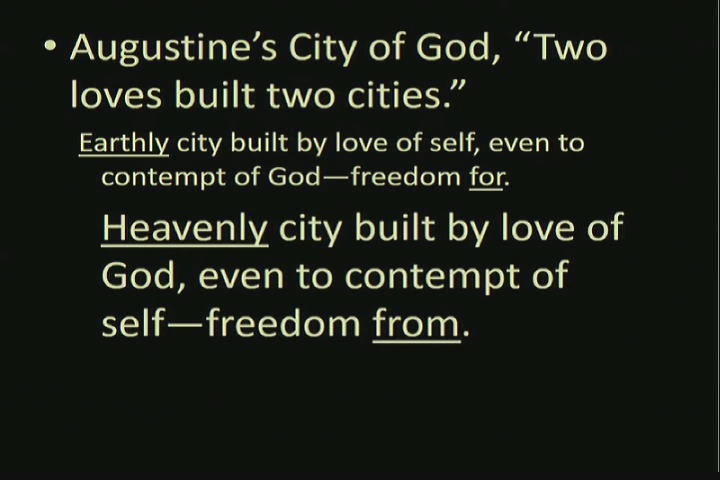 • Augustine’s City of God, “Two
loves built two cities.”
Earthly city built by love of self, even to
contempt of God—freedom for.
Heavenly city built by love of
God, even to contempt of
self—freedom from.